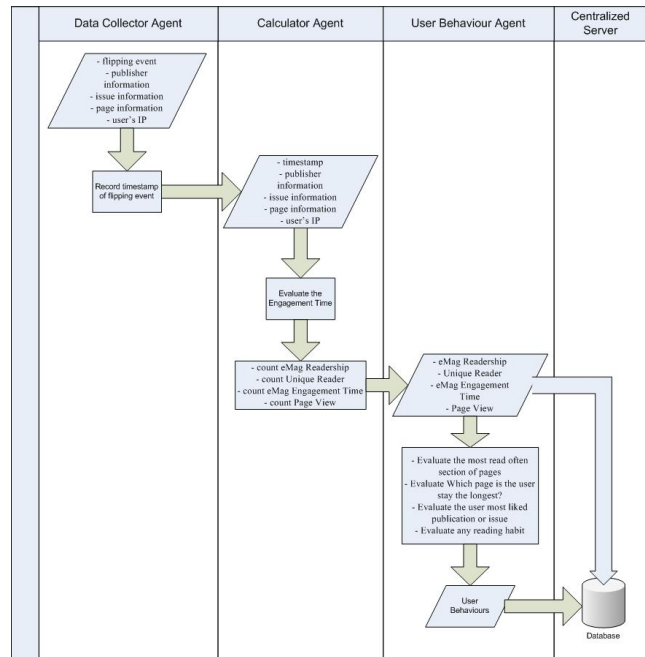 Data Collector Agent
Calculator Agent
User Behaviour Agent
Centralized
Server
- flipping event
- publisher
information
- issue information
- page information
- user's IP
Record timestamp
of flipping event
- timestamp
- publisher
information
- issue information
- page information
- user's IP
Evaluate the
Engagement Time
- count eMag Readership
- count Unique Reader
- count eMag Engagement Time
- count Page View
- eMag Readership
- Unique Reader
- eMag Engagement
Time
- Page View
- Evaluate the most read often
section of pages
- Evaluate Which page is the user
stay the longest?
- Evaluate the user most liked
publication or issue
- Evaluate any reading habit
User
Behaviours
Database